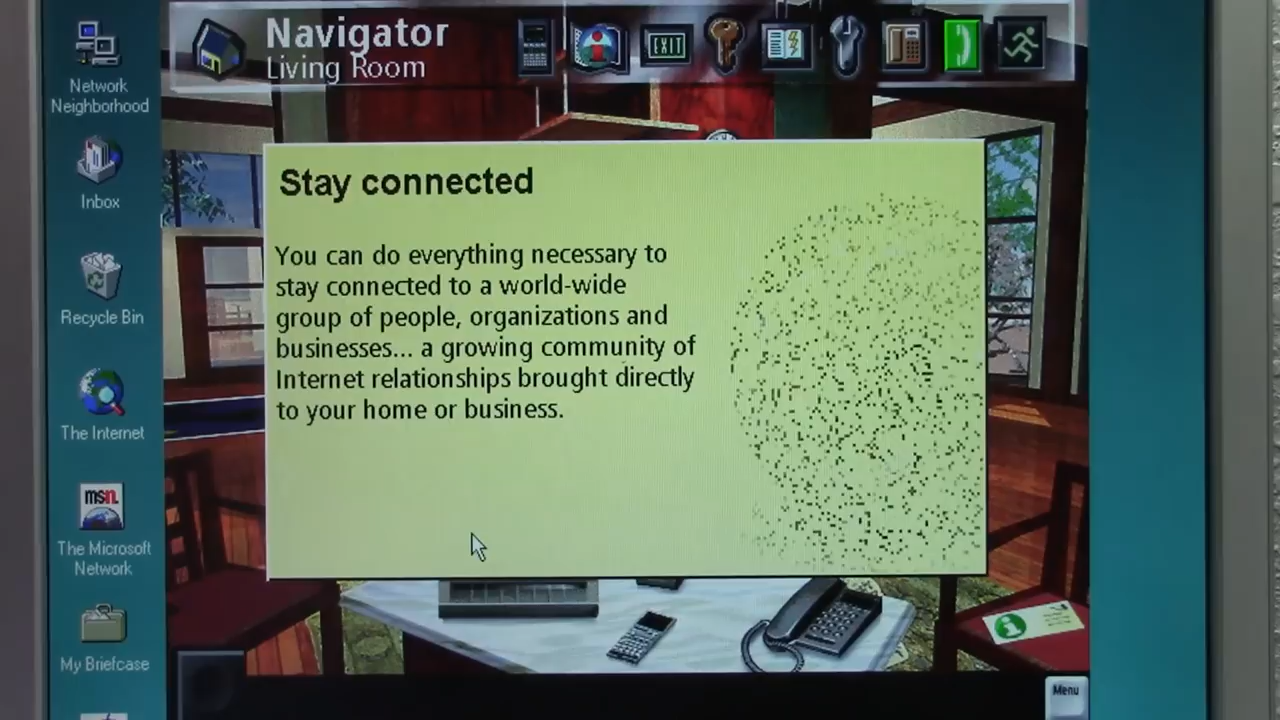 Navigator
Living Room
EXIT
Network
Neighborhood
Inbox
Recycle Bin
The Internet
msn.
The Microsoft
Network
My Briefcase
Stay connected
You can do everything necessary to
stay connected to a world-wide
group of people, organizations and
businesses... a growing community of
Internet relationships brought directly
to your home or business.
Menu